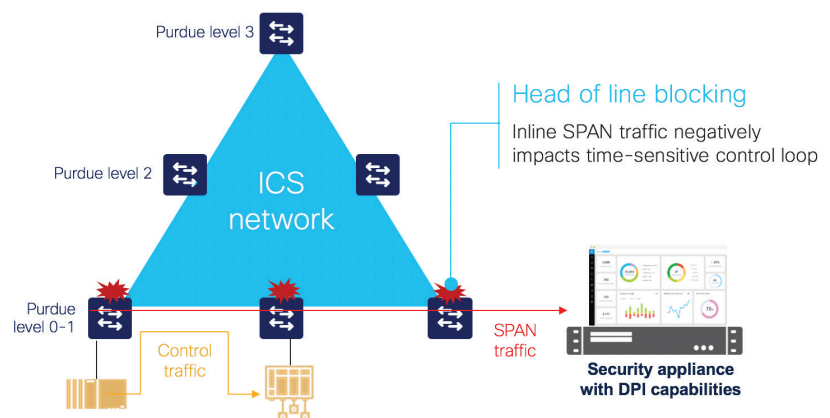 Purdue level 3
Head of line blocking
Inline SPAN traffic negatively
impacts time-sensitive control loop
Purdue level 2
ICS
network
Purdue
level 0-1
SPAN
traffic
Control
traffic
Security appliance
with DPI capabilities